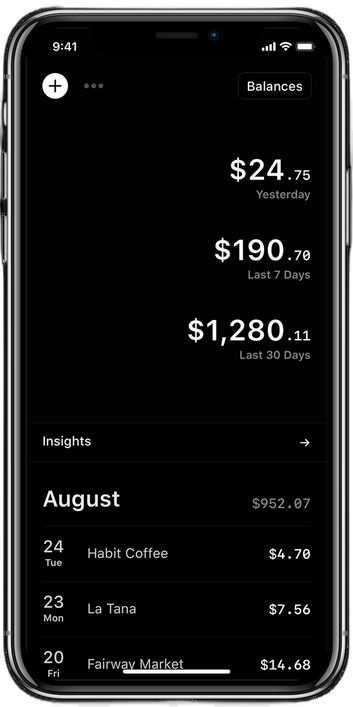 9:41
Balances
$24.75
Yesterday
$190.70
Last 7 Days
$1,280.11
Last 30 Days
Insights →
August $952.07
24 Tue Habit Coffee $4.70
23 Mon La Tana $7.56
20 Fri Fairway Market $14.68